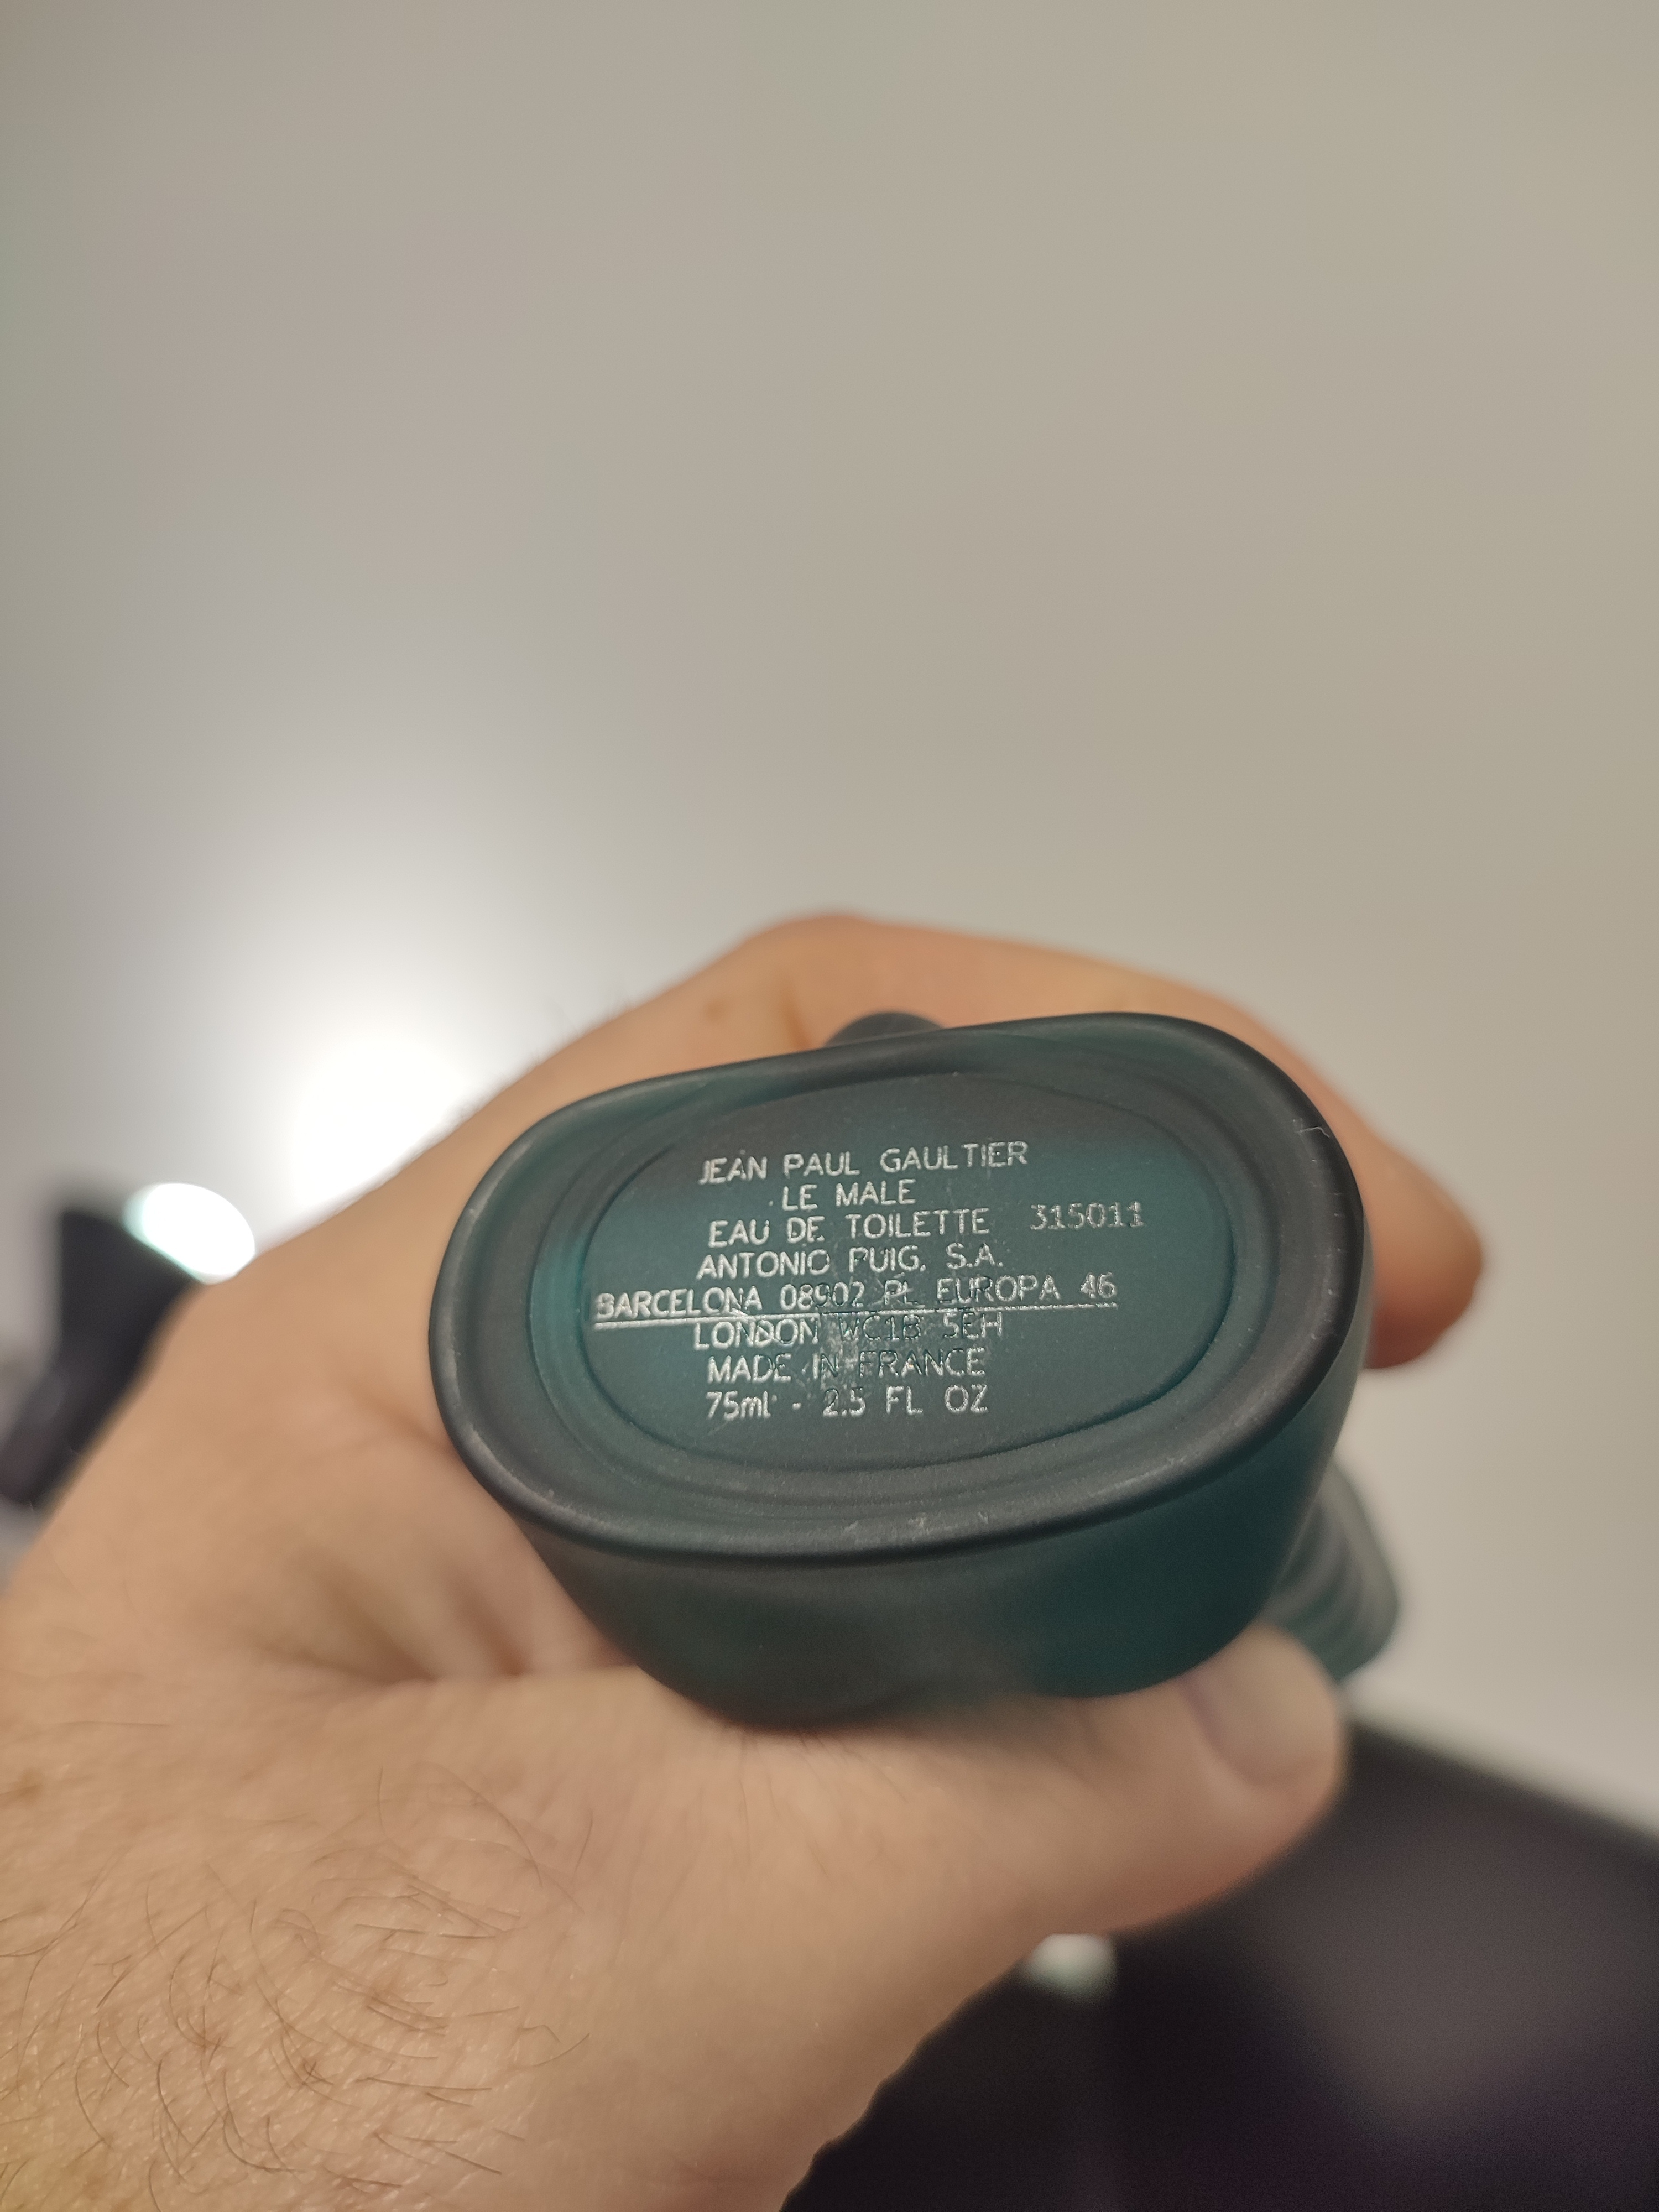 JEAN PAUL GAULTIER
LE MALE
EAU DE TOILETTE 315011
ANTONIO PUIG, S.A.
BARCELONA 08902 PL EUROPA 46
LONDON WC1B 5EH
MADE IN FRANCE
75ml - 2.5 FL OZ